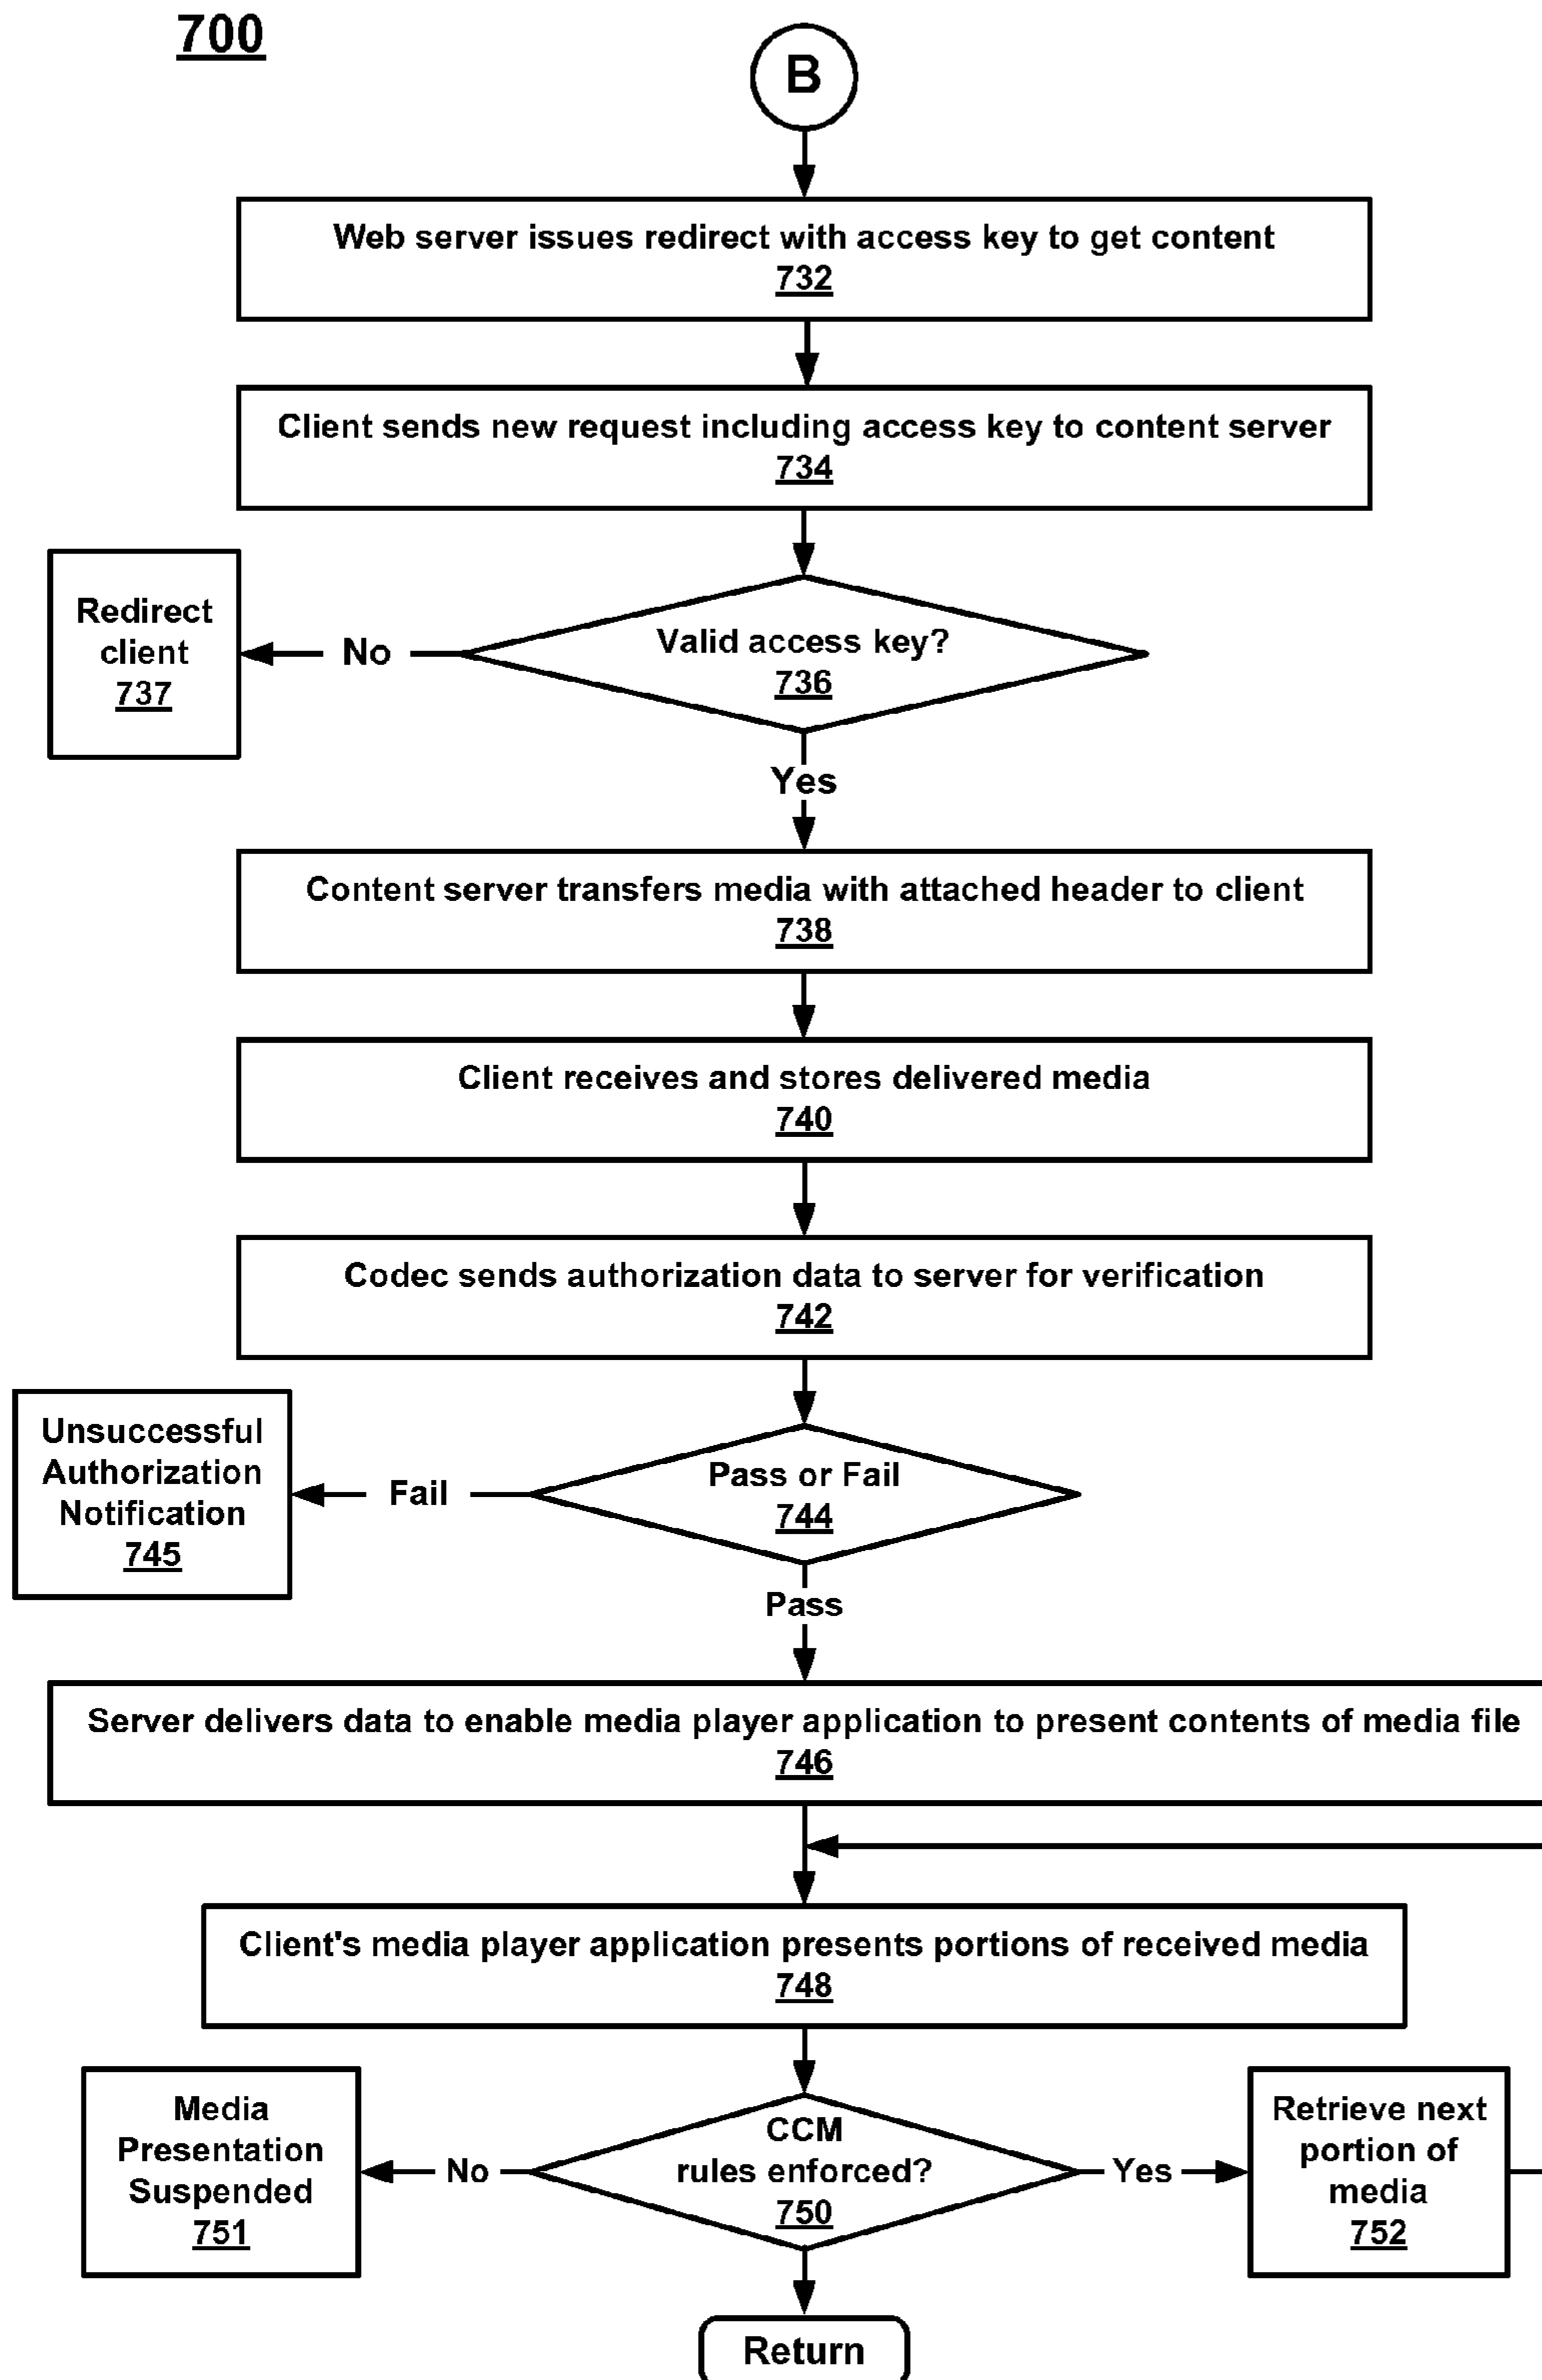 700
B
Web server issues redirect with access key to get content
732
Client sends new request including access key to content server
734
Redirect
client
737
No
Valid access key?
736
Yes
Content server transfers media with attached header to client
738
Client receives and stores delivered media
740
Codec sends authorization data to server for verification
742
Unsuccessful
Authorization
Notification
745
Fail
Pass or Fail
744
Pass
Server delivers data to enable media player application to present contents of media file
746
Client's media player application presents portions of received media
748
Media
Presentation
Suspended
751
No
CCM
rules enforced?
750
Yes
Retrieve next
portion of
media
752
Return